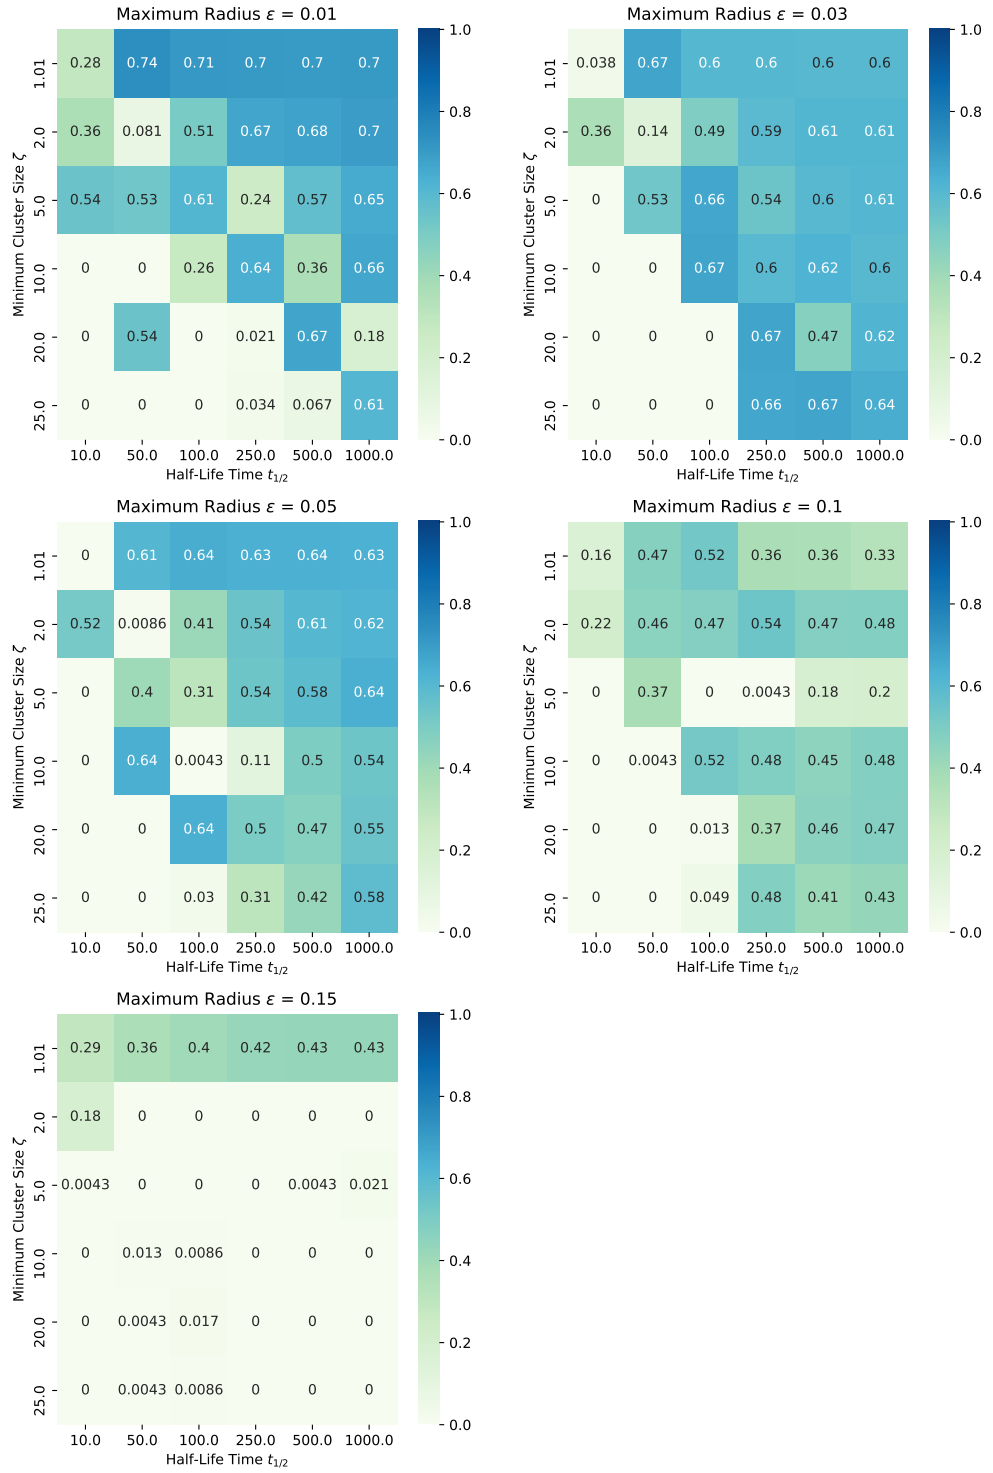 Maximum Radius ε = 0.01
Minimum Cluster Size ζ
1.01 0.28 0.74 0.71 0.7 0.7 0.7
2.0 0.36 0.081 0.51 0.67 0.68 0.7
5.0 0.54 0.53 0.61 0.24 0.57 0.65
10.0 0 0 0.26 0.64 0.36 0.66
20.0 0 0.54 0 0.021 0.67 0.18
25.0 0 0 0 0.034 0.067 0.61
10.0 50.0 100.0 250.0 500.0 1000.0
Half-Life Time t1/2
1.0
0.8
0.6
0.4
0.2
0.0
Maximum Radius ε = 0.03
Minimum Cluster Size ζ
1.01 0.038 0.67 0.6 0.6 0.6 0.6
2.0 0.36 0.14 0.49 0.59 0.61 0.61
5.0 0 0.53 0.66 0.54 0.6 0.61
10.0 0 0 0.67 0.6 0.62 0.6
20.0 0 0 0 0.67 0.47 0.62
25.0 0 0 0 0.66 0.67 0.64
10.0 50.0 100.0 250.0 500.0 1000.0
Half-Life Time t1/2
1.0
0.8
0.6
0.4
0.2
0.0
Maximum Radius ε = 0.05
Minimum Cluster Size ζ
1.01 0 0.61 0.64 0.63 0.64 0.63
2.0 0.52 0.0086 0.41 0.54 0.61 0.62
5.0 0 0.4 0.31 0.54 0.58 0.64
10.0 0 0.64 0.0043 0.11 0.5 0.54
20.0 0 0 0.64 0.5 0.47 0.55
25.0 0 0 0.03 0.31 0.42 0.58
10.0 50.0 100.0 250.0 500.0 1000.0
Half-Life Time t1/2
1.0
0.8
0.6
0.4
0.2
0.0
Maximum Radius ε = 0.1
Minimum Cluster Size ζ
1.01 0.16 0.47 0.52 0.36 0.36 0.33
2.0 0.22 0.46 0.47 0.54 0.47 0.48
5.0 0 0.37 0 0.0043 0.18 0.2
10.0 0 0.0043 0.52 0.48 0.45 0.48
20.0 0 0 0.013 0.37 0.46 0.47
25.0 0 0 0.049 0.48 0.41 0.43
10.0 50.0 100.0 250.0 500.0 1000.0
Half-Life Time t1/2
1.0
0.8
0.6
0.4
0.2
0.0
Maximum Radius ε = 0.15
Minimum Cluster Size ζ
1.01 0.29 0.36 0.4 0.42 0.43 0.43
2.0 0.18 0 0 0 0 0
5.0 0.0043 0 0 0 0.0043 0.021
10.0 0 0.013 0.0086 0 0 0
20.0 0 0.0043 0.017 0 0 0
25.0 0 0.0043 0.0086 0 0 0
10.0 50.0 100.0 250.0 500.0 1000.0
Half-Life Time t1/2
1.0
0.8
0.6
0.4
0.2
0.0